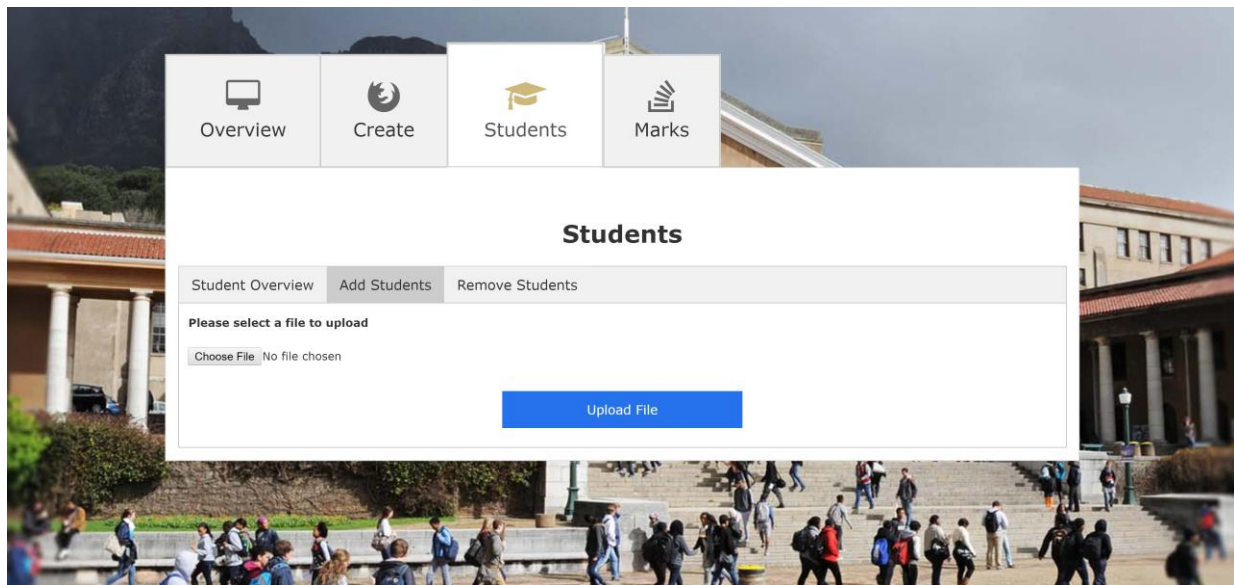 Overview Create Students Marks
Students
Student Overview Add Students Remove Students
Please select a file to upload
Choose File No file chosen
Upload File